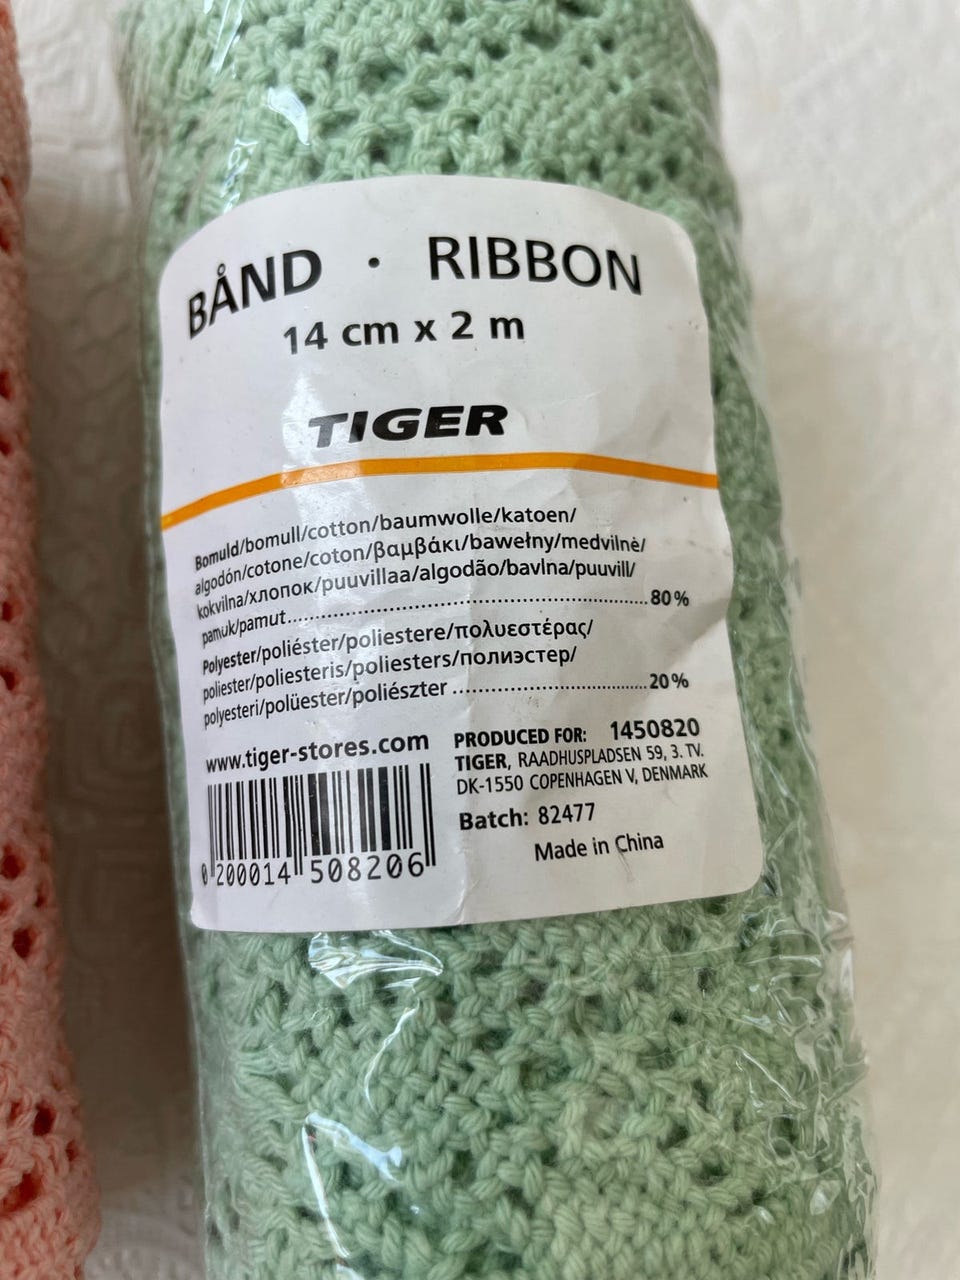 BÅND · RIBBON
14 cm x 2 m
TIGER
Bomuld/bomull/cotton/baumwolle/katoen/
algodón/cotone/coton/βαμβάκι/bawełny/medvilnė/
kokvilna/хлопок/puuvillaa/algodão/bavlna/puuvill/
pamuk/pamut.......................................................80%
Polyester/poliéster/poliestere/πολυεστέρας/
poliester/poliesteris/poliesters/полиэстер/
polyesteri/polüester/poliészter..............................20%
www.tiger-stores.com
0 200014 508206
PRODUCED FOR: 1450820
TIGER, RAADHUSPLADSEN 59, 3. TV.
DK-1550 COPENHAGEN V, DENMARK
Batch: 82477
Made in China